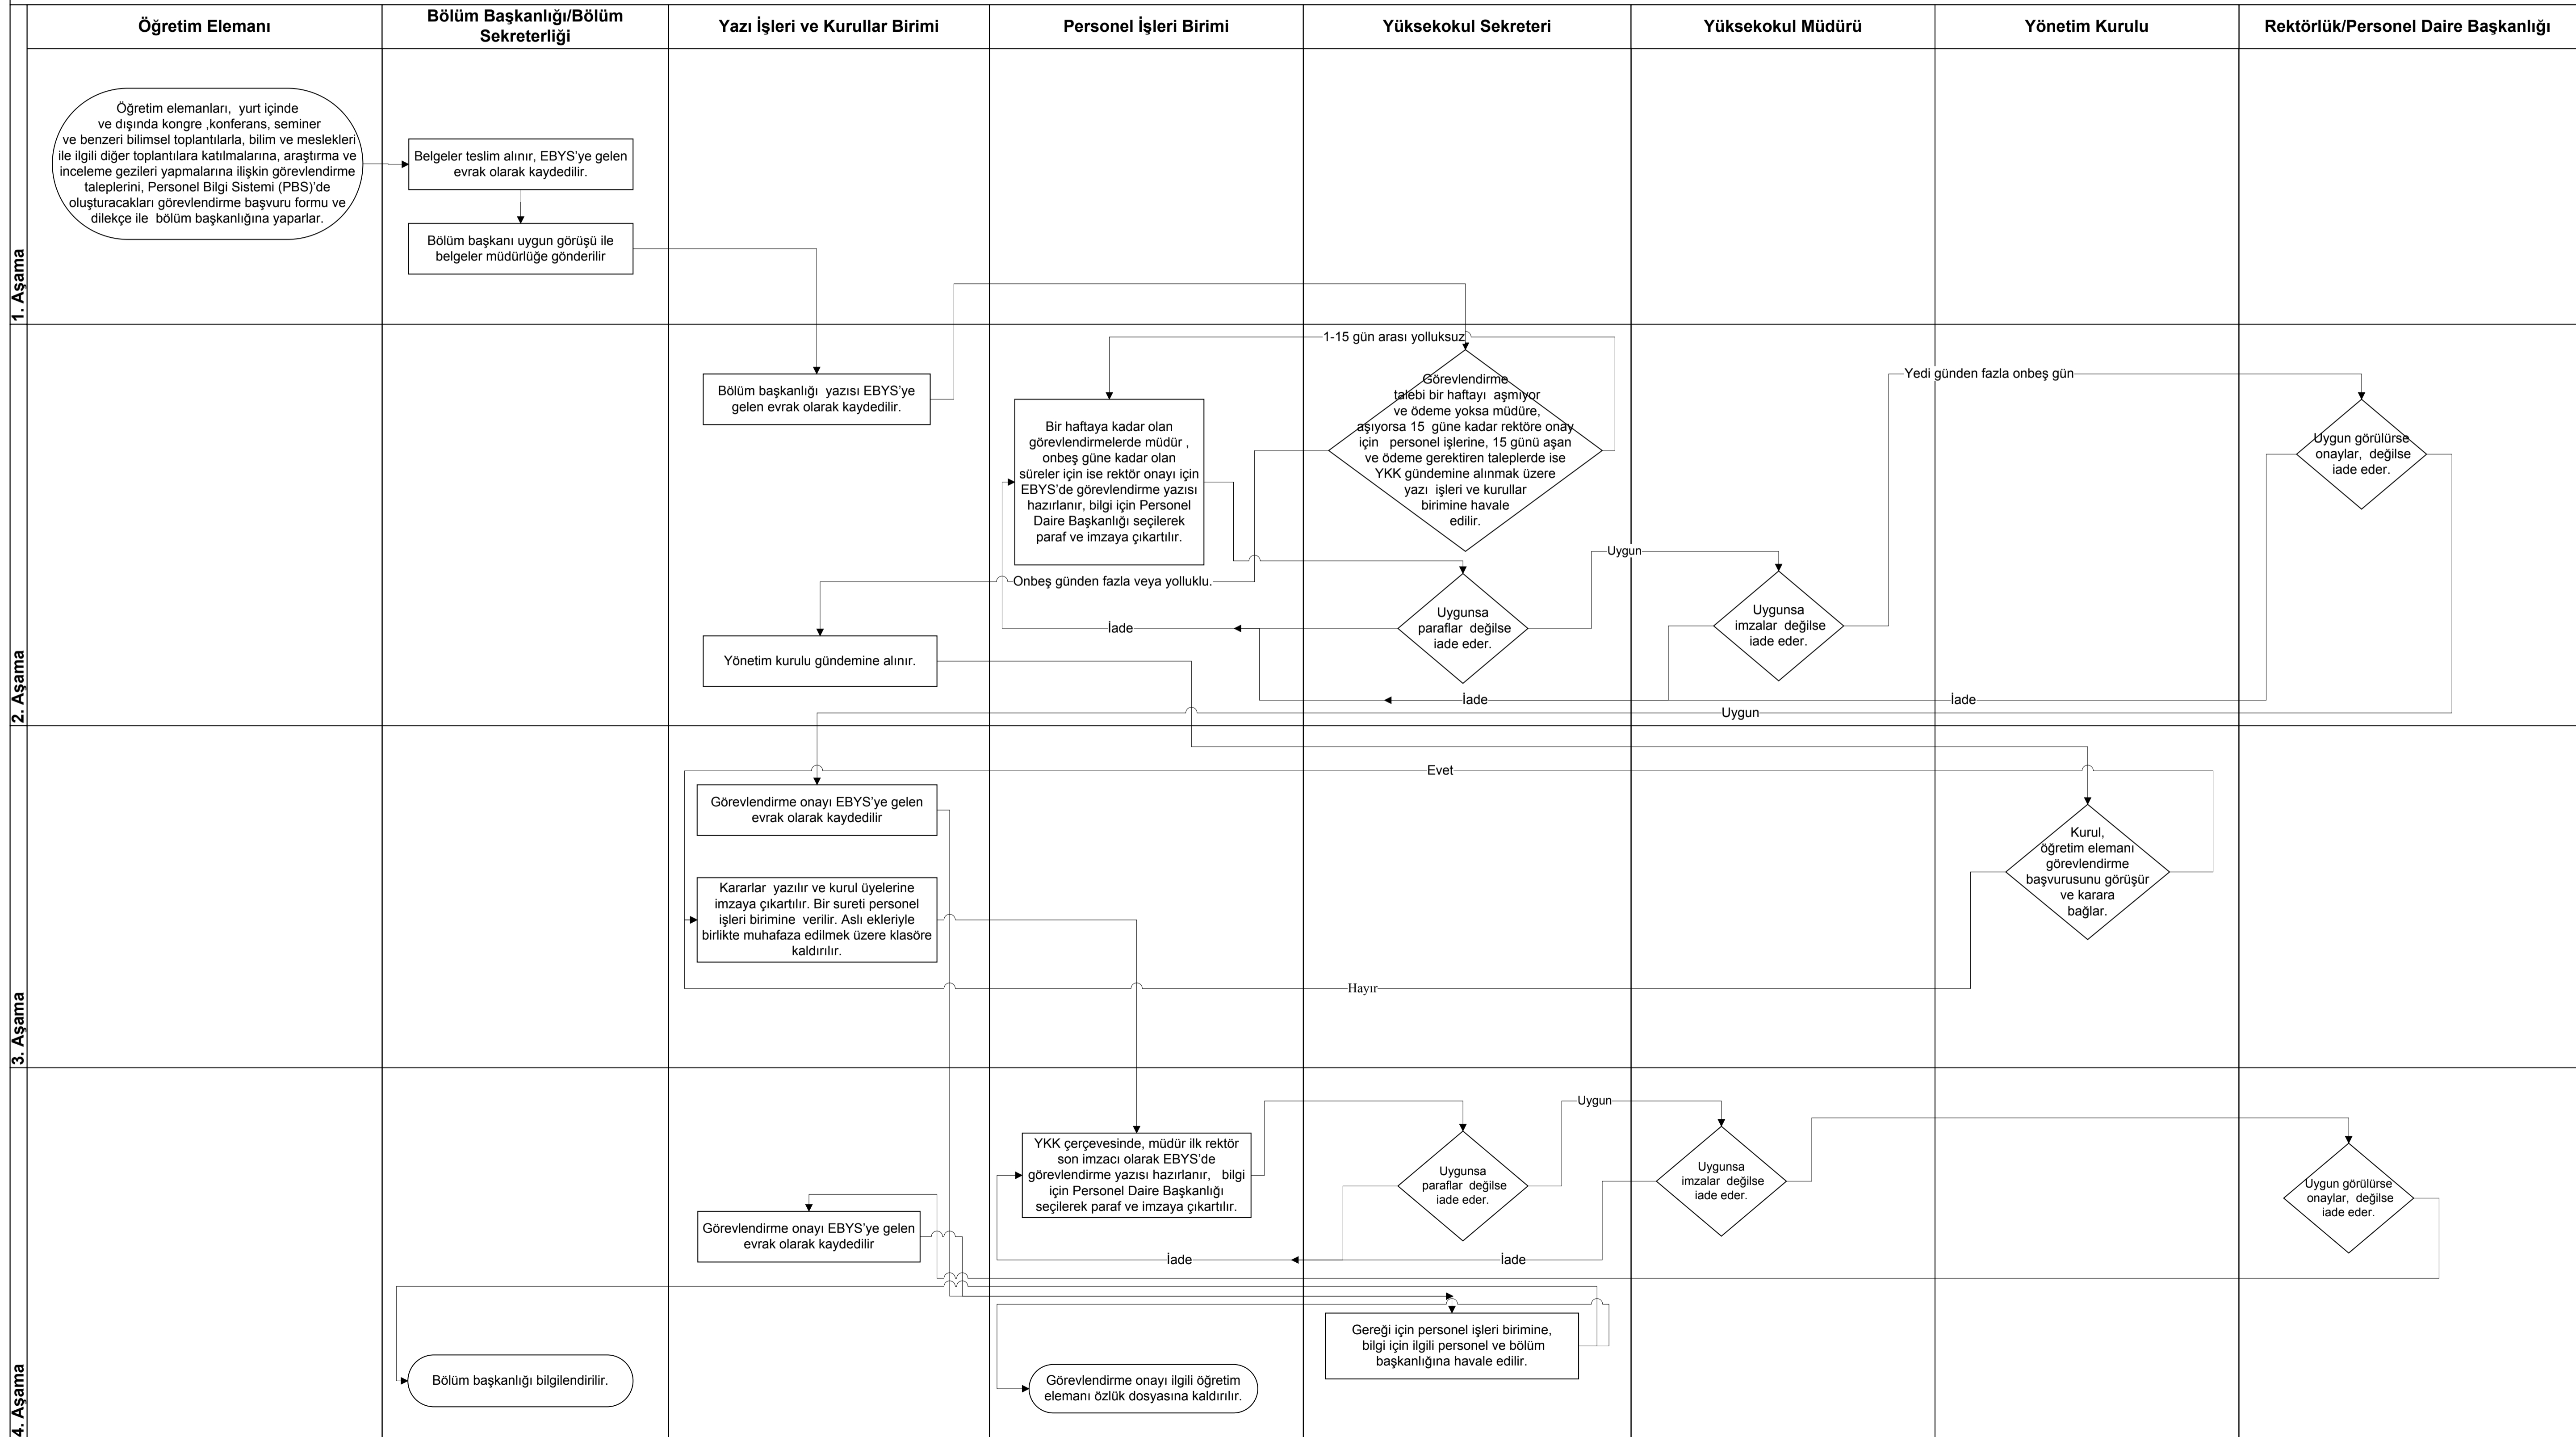 Öğretim Elemanı
Bölüm Başkanlığı/Bölüm
Sekreterliği
Yazı İşleri ve Kurullar Birimi
Personel İşleri Birimi
Yüksekokul Sekreteri
Yüksekokul Müdürü
Yönetim Kurulu
Rektörlük/Personel Daire Başkanlığı
1. Aşama
Öğretim elemanları, yurt içinde
ve dışında kongre ,konferans, seminer
ve benzeri bilimsel toplantılarla, bilim ve meslekleri
ile ilgili diğer toplantılara katılmalarına, araştırma ve
inceleme gezileri yapmalarına ilişkin görevlendirme
taleplerini, Personel Bilgi Sistemi (PBS)’de
oluşturacakları görevlendirme başvuru formu ve
dilekçe ile bölüm başkanlığına yaparlar.
Belgeler teslim alınır, EBYS’ye gelen
evrak olarak kaydedilir.
Bölüm başkanı uygun görüşü ile
belgeler müdürlüğe gönderilir
2. Aşama
Bölüm başkanlığı yazısı EBYS’ye
gelen evrak olarak kaydedilir.
1-15 gün arası yolluksuz
Bir haftaya kadar olan
görevlendirmelerde müdür ,
onbeş güne kadar olan
süreler için ise rektör onayı için
EBYS’de görevlendirme yazısı
hazırlanır, bilgi için Personel
Daire Başkanlığı seçilerek
paraf ve imzaya çıkartılır.
Görevlendirme
talebi bir haftayı aşmıyor
ve ödeme yoksa müdüre,
aşıyorsa 15 güne kadar rektöre onay
için personel işlerine, 15 günü aşan
ve ödeme gerektiren taleplerde ise
YKK gündemine alınmak üzere
yazı işleri ve kurullar
birimine havale
edilir.
Yedi günden fazla onbeş gün
Uygun görülürse
onaylar, değilse
iade eder.
Uygun
Onbeş günden fazla veya yolluklu.
Uygunsa
paraflar değilse
iade eder.
Uygunsa
imzalar değilse
iade eder.
İade
Yönetim kurulu gündemine alınır.
İade
İade
Uygun
3. Aşama
Evet
Görevlendirme onayı EBYS’ye gelen
evrak olarak kaydedilir
Kurul,
öğretim elemanı
görevlendirme
başvurusunu görüşür
ve karara
bağlar.
Kararlar yazılır ve kurul üyelerine
imzaya çıkartılır. Bir sureti personel
işleri birimine verilir. Aslı ekleriyle
birlikte muhafaza edilmek üzere klasöre
kaldırılır.
Hayır
4. Aşama
Uygun
YKK çerçevesinde, müdür ilk rektör
son imzacı olarak EBYS’de
görevlendirme yazısı hazırlanır, bilgi
için Personel Daire Başkanlığı
seçilerek paraf ve imzaya çıkartılır.
Uygunsa
paraflar değilse
iade eder.
Uygunsa
imzalar değilse
iade eder.
Uygun görülürse
onaylar, değilse
iade eder.
Görevlendirme onayı EBYS’ye gelen
evrak olarak kaydedilir
İade
İade
Gereği için personel işleri birimine,
bilgi için ilgili personel ve bölüm
başkanlığına havale edilir.
Bölüm başkanlığı bilgilendirilir.
Görevlendirme onayı ilgili öğretim
elemanı özlük dosyasına kaldırılır.